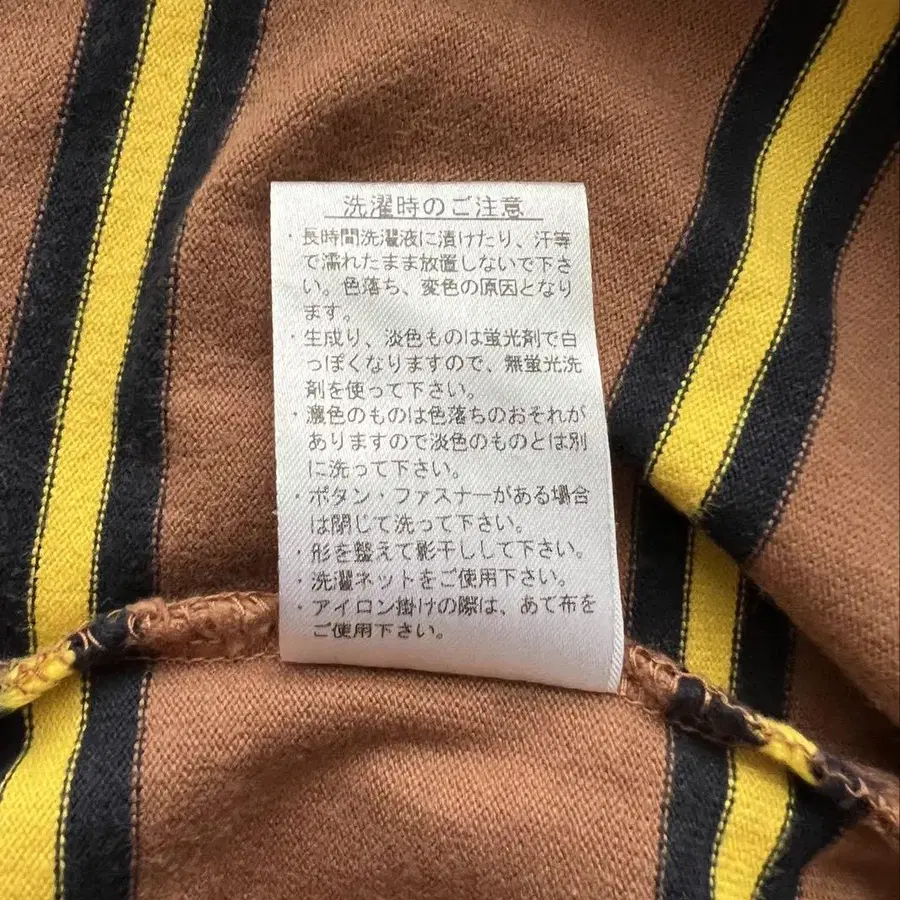 洗濯時のご注意
・長時間洗濯液に漬けたり、汗等
で濡れたまま放置しないで下さ
い。色落ち、変色の原因となり
ます。
・生成り、淡色ものは蛍光剤で白
っぽくなりますので、無蛍光洗
剤を使って下さい。
・濃色のものは色落ちのおそれが
ありますので淡色のものとは別
に洗って下さい。
・ボタン・ファスナーがある場合
は閉じて洗って下さい。
・形を整えて影干しして下さい。
・洗濯ネットをご使用下さい。
・アイロン掛けの際は、あて布を
ご使用下さい。